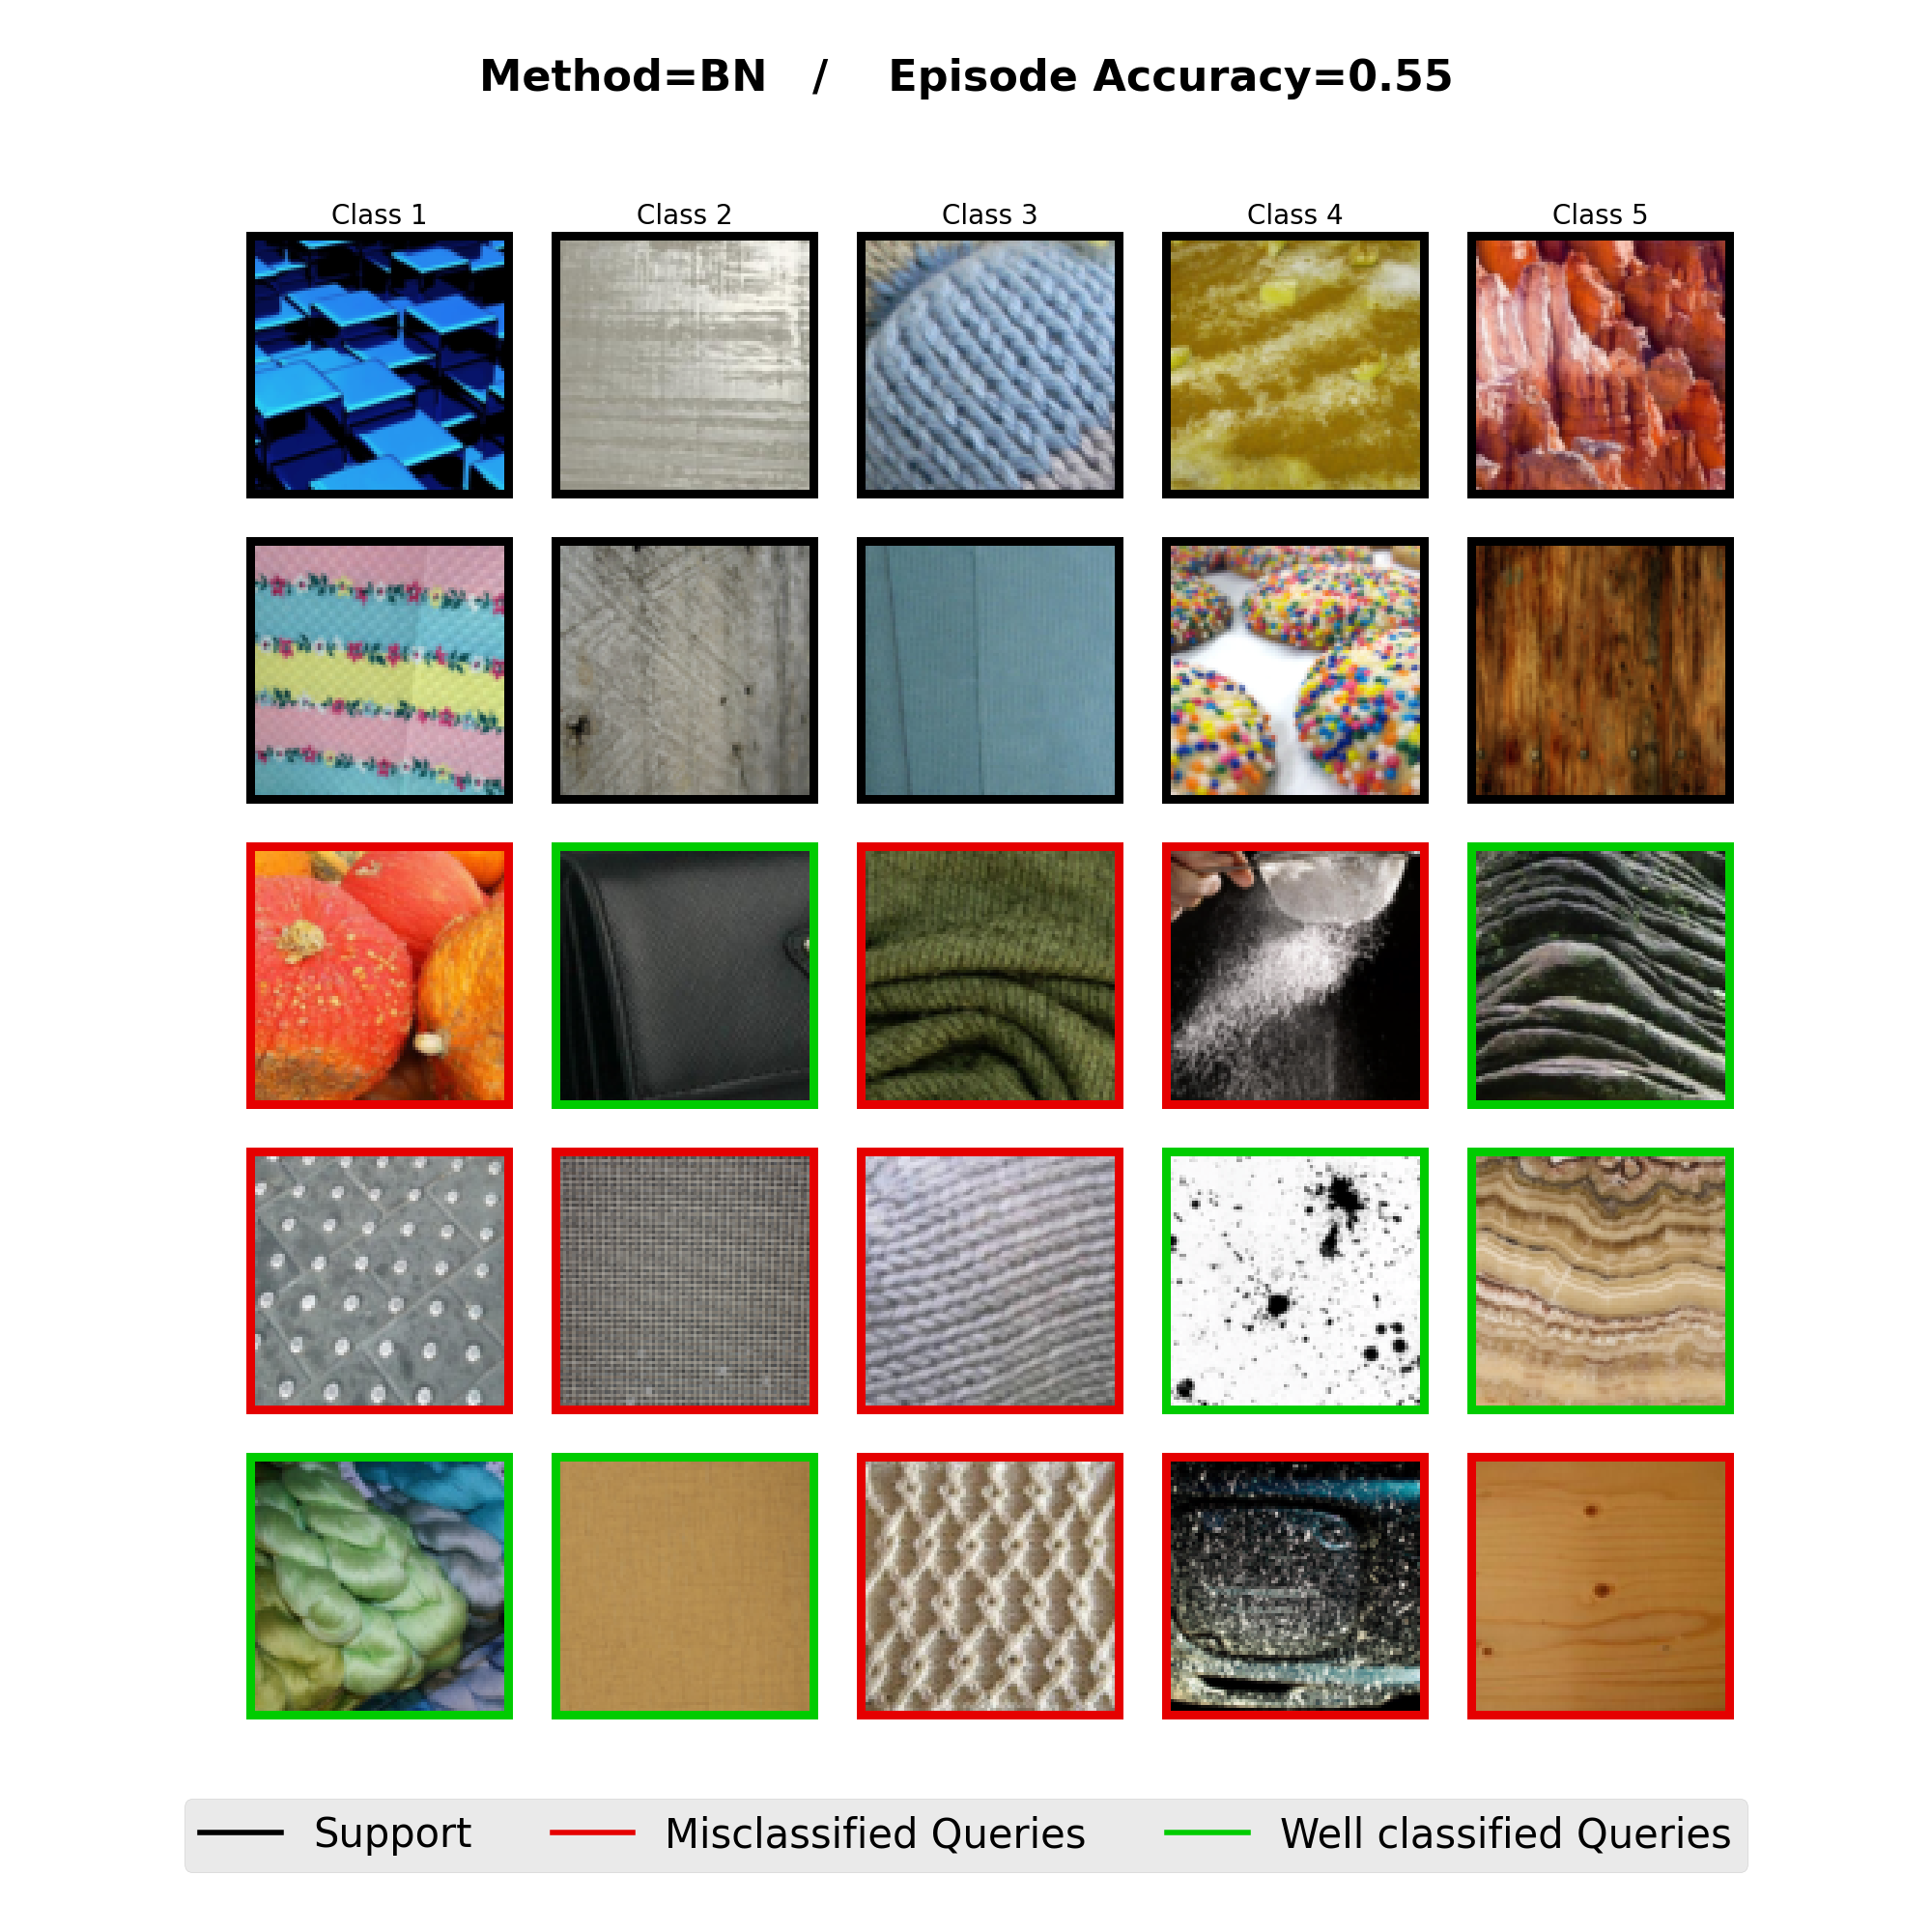 Method=BN / Episode Accuracy=0.55
Class 1 Class 2 Class 3 Class 4 Class 5
Support Misclassified Queries Well classified Queries